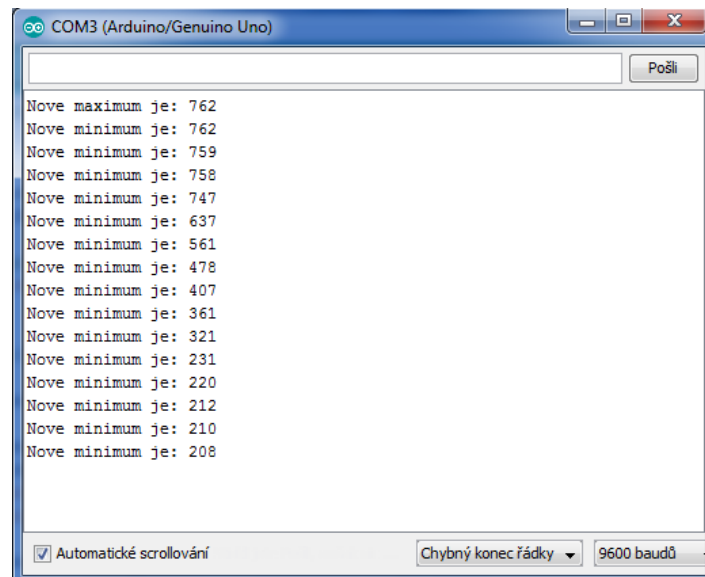 COM3 (Arduino/Genuino Uno)
Pošli
Nove maximum je: 762
Nove minimum je: 762
Nove minimum je: 759
Nove minimum je: 758
Nove minimum je: 747
Nove minimum je: 637
Nove minimum je: 561
Nove minimum je: 478
Nove minimum je: 407
Nove minimum je: 361
Nove minimum je: 321
Nove minimum je: 231
Nove minimum je: 220
Nove minimum je: 212
Nove minimum je: 210
Nove minimum je: 208
Automatické scrollování Chybný konec řádky 9600 baudů